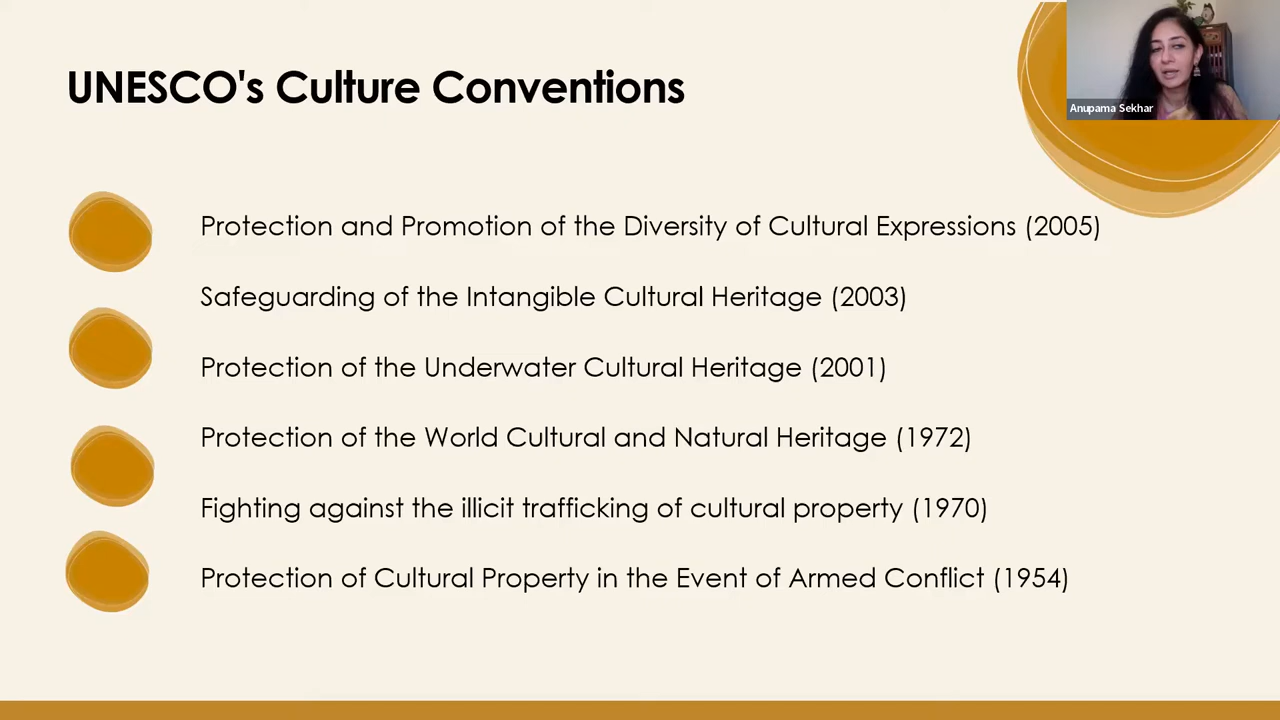 UNESCO's Culture Conventions
Anupama Sekhar
Protection and Promotion of the Diversity of Cultural Expressions (2005)
Safeguarding of the Intangible Cultural Heritage (2003)
Protection of the Underwater Cultural Heritage (2001)
Protection of the World Cultural and Natural Heritage (1972)
Fighting against the illicit trafficking of cultural property (1970)
Protection of Cultural Property in the Event of Armed Conflict (1954)